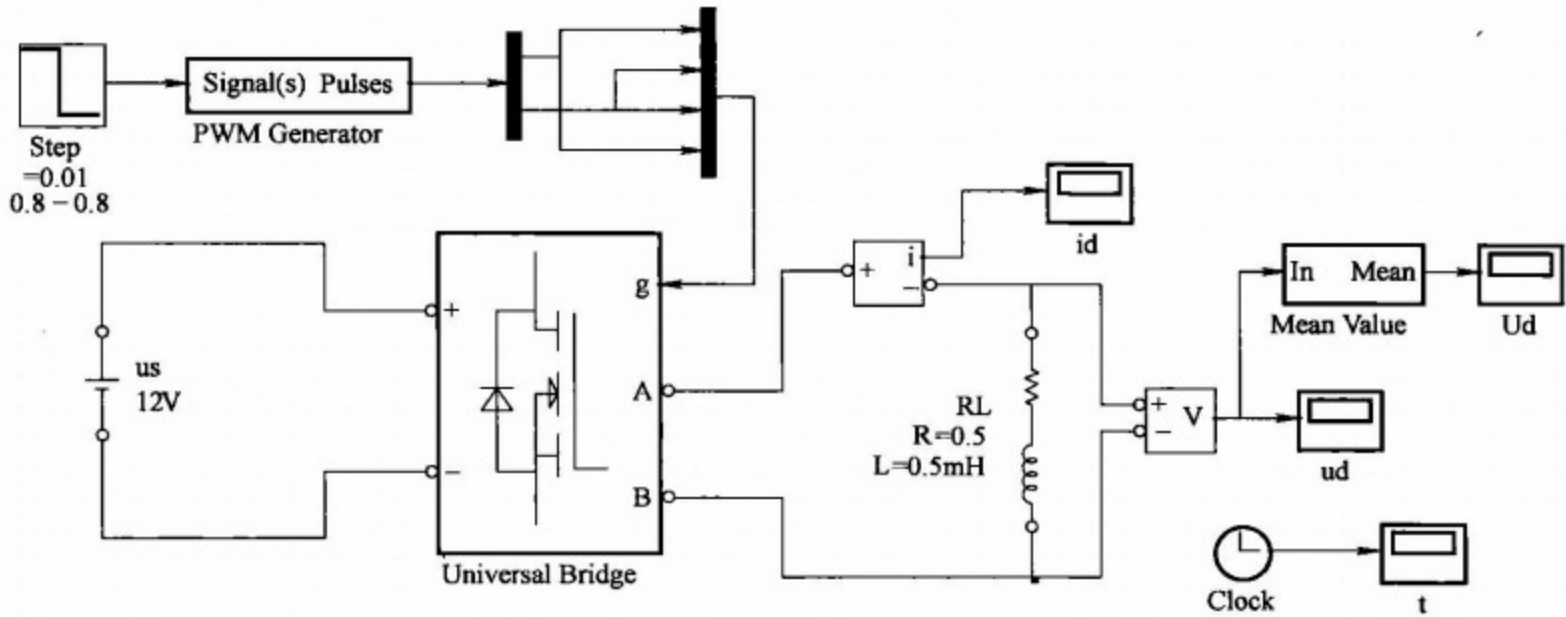 Signal(s) Pulses
PWM Generator
Step
=0.01
0.8 – 0.8
id
i
+
−
g
In Mean
Mean Value
Ud
us
12V
+
A
RL
R=0.5
L=0.5mH
+
−
V
ud
−
B
Universal Bridge
Clock
t